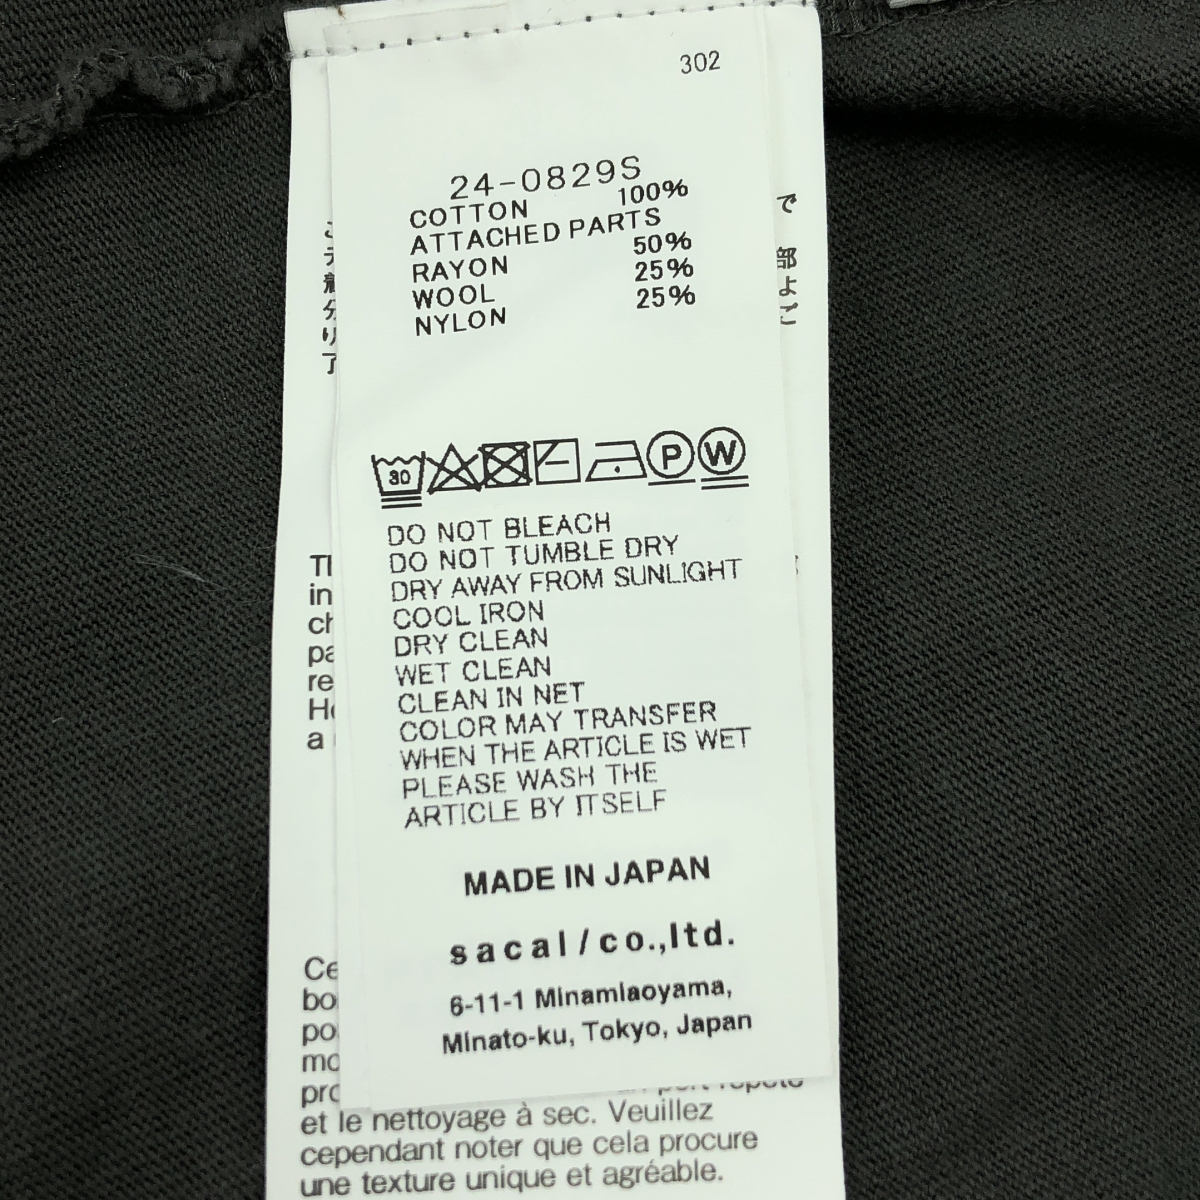 302
24-0829S
COTTON 100%
ATTACHED PARTS
RAYON 50%
WOOL 25%
NYLON 25%
30
P
W
DO NOT BLEACH
DO NOT TUMBLE DRY
DRY AWAY FROM SUNLIGHT
COOL IRON
DRY CLEAN
WET CLEAN
CLEAN IN NET
COLOR MAY TRANSFER
WHEN THE ARTICLE IS WET
PLEASE WASH THE
ARTICLE BY ITSELF
MADE IN JAPAN
sacai/co.,ltd.
6-11-1 Minamiaoyama,
Minato-ku, Tokyo, Japan
et le nettoyage à sec. Veuillez
cependant noter que cela procure
une texture unique et agréable.